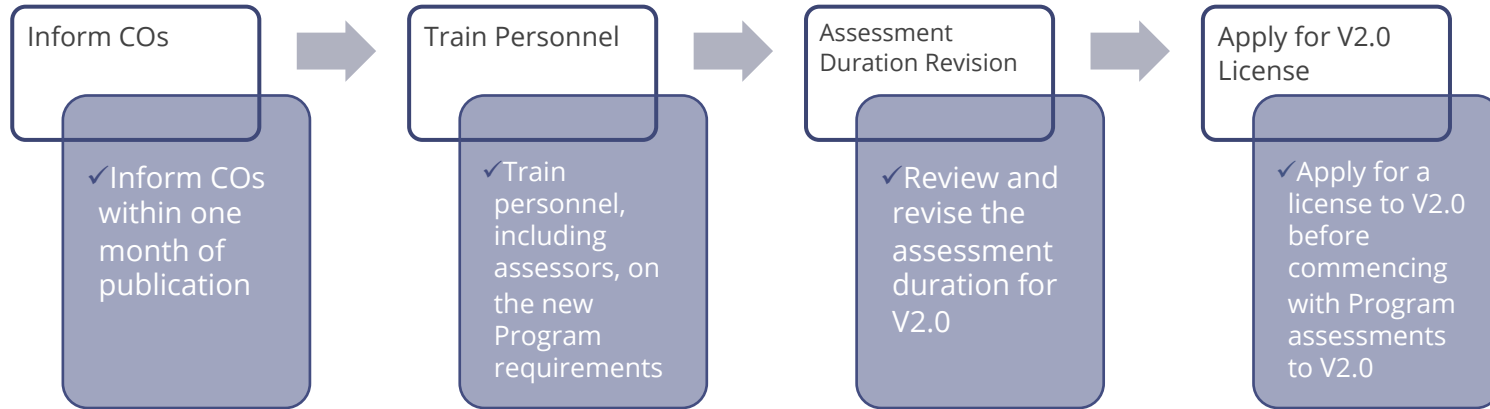 Inform COs
✓Inform COs
within one
month of
publication
Train Personnel
✓Train
personnel,
including
assessors, on
the new
Program
requirements
Assessment
Duration Revision
✓Review and
revise the
assessment
duration for
V2.0
Apply for V2.0
License
✓Apply for a
license to V2.0
before
commencing
with Program
assessments
to V2.0